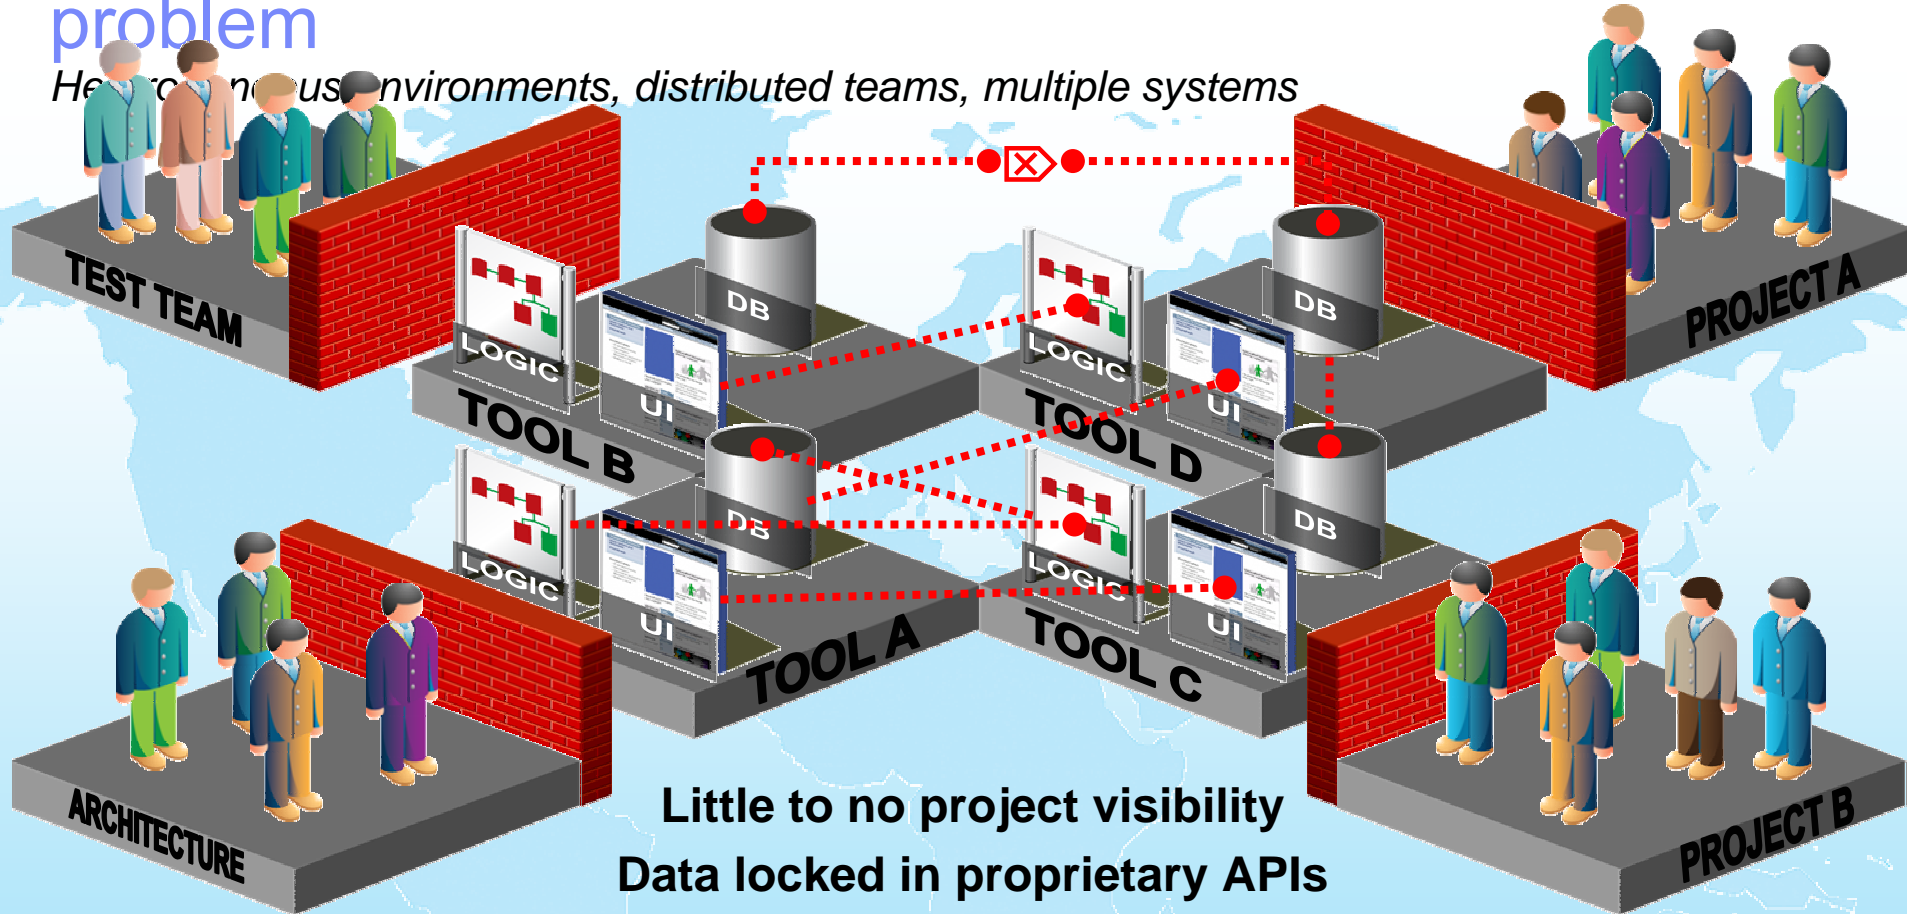 problem
environments, distributed teams, multiple systems
TEST TEAM
PROJECT A
DB
DB
LOGIC
LOGIC
UI
UI
TOOL B
TOOL D
DB
DB
LOGIC
LOGIC
UI
UI
TOOL A
TOOL C
ARCHITECTURE
PROJECT B
Little to no project visibility
Data locked in proprietary APIs